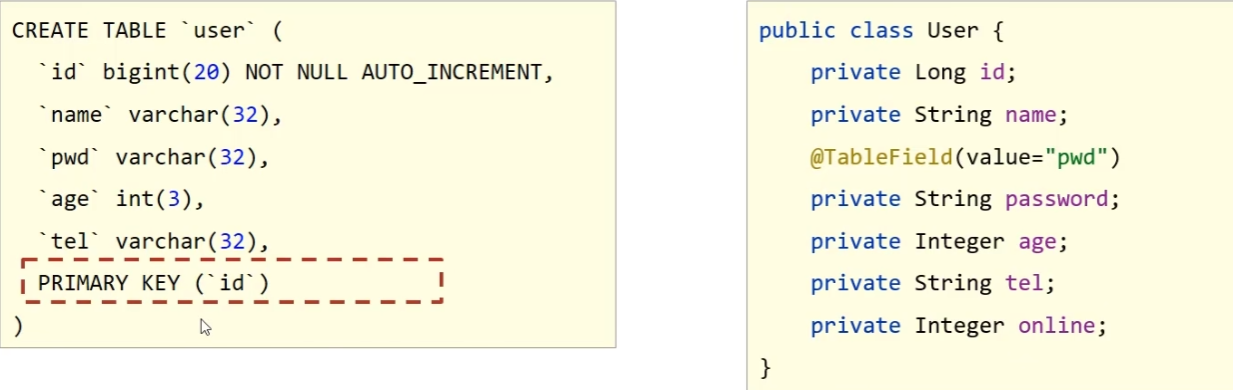 CREATE TABLE `user` (
`id` bigint(20) NOT NULL AUTO_INCREMENT,
`name` varchar(32),
`pwd` varchar(32),
`age` int(3),
`tel` varchar(32),
PRIMARY KEY (`id`)
)
public class User {
private Long id;
private String name;
@TableField(value="pwd")
private String password;
private Integer age;
private String tel;
private Integer online;
}